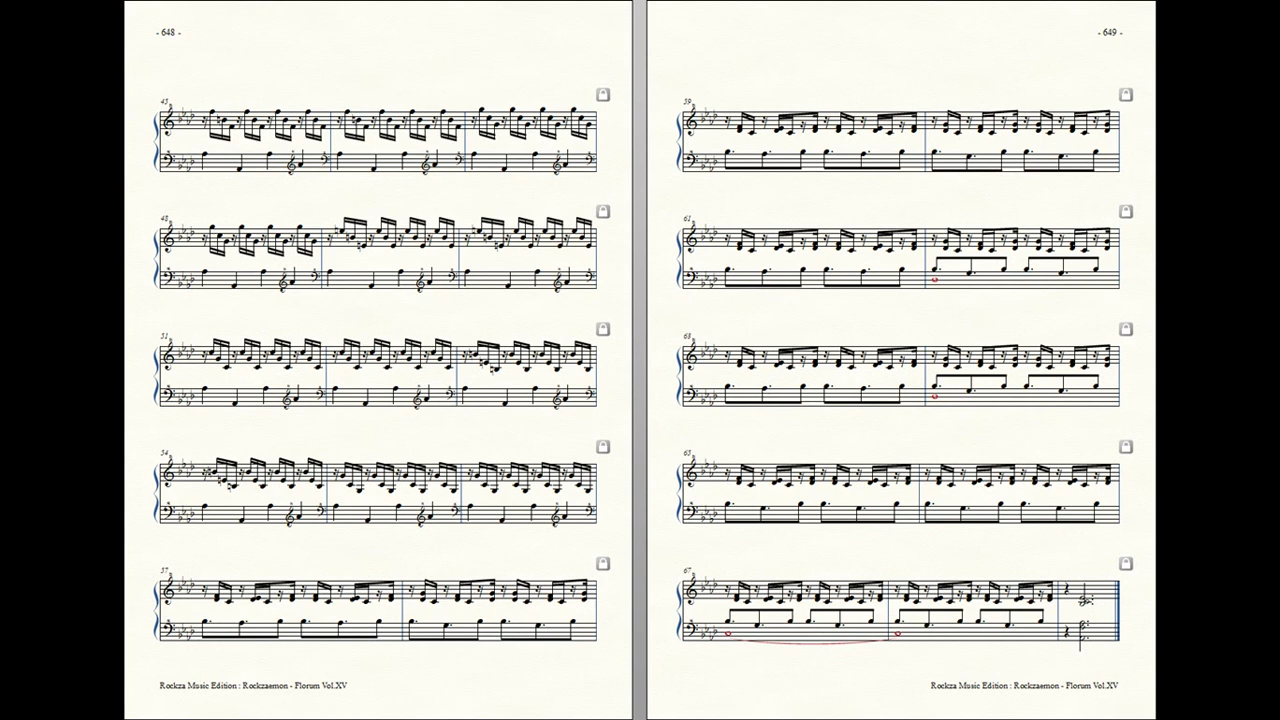 - 648 -
45
48
51
54
57
Rockza Music Edition : Rockzaemon - Florum Vol.XV
- 649 -
59
61
63
65
67
Rockza Music Edition : Rockzaemon - Florum Vol.XV